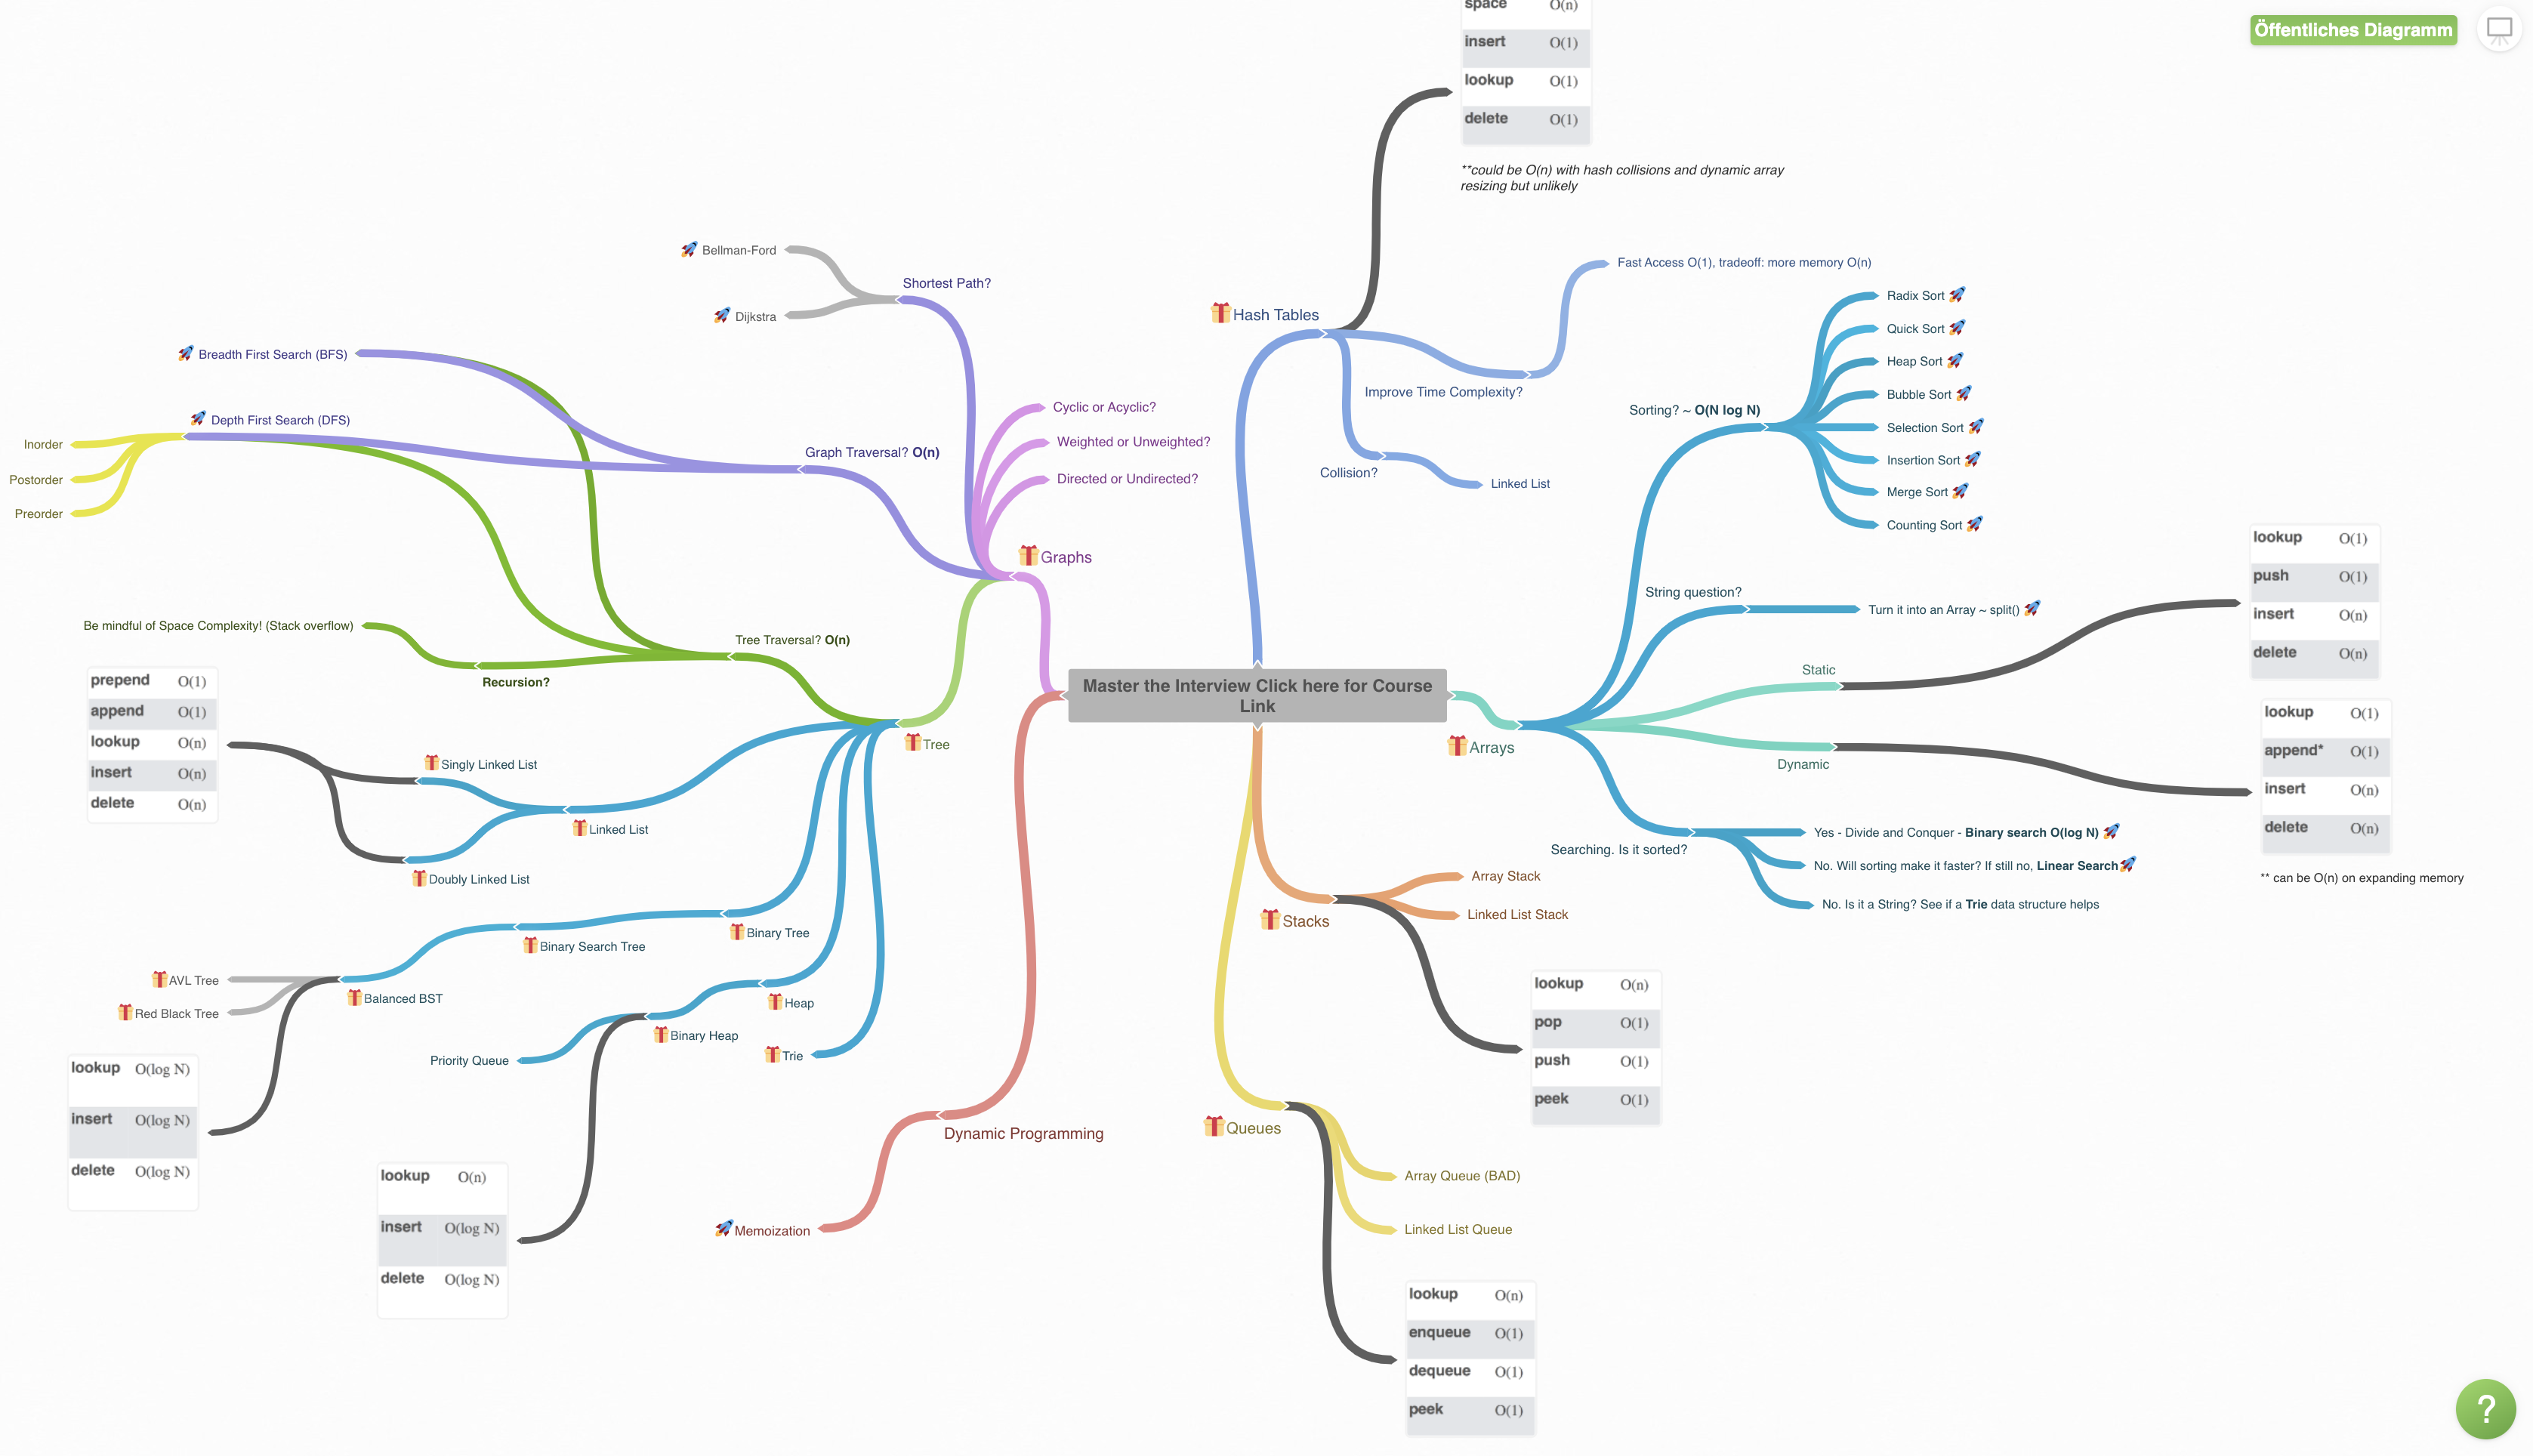 Öffentliches Diagramm
space O(n)
insert O(1)
lookup O(1)
delete O(1)
**could be O(n) with hash collisions and dynamic array
resizing but unlikely
Hash Tables
Improve Time Complexity?
Fast Access O(1), tradeoff: more memory O(n)
Collision?
Linked List
Bellman-Ford
Dijkstra
Shortest Path?
Breadth First Search (BFS)
Depth First Search (DFS)
Inorder
Postorder
Preorder
Graph Traversal? O(n)
Cyclic or Acyclic?
Weighted or Unweighted?
Directed or Undirected?
Graphs
Sorting? ~ O(N log N)
Radix Sort
Quick Sort
Heap Sort
Bubble Sort
Selection Sort
Insertion Sort
Merge Sort
Counting Sort
String question?
Turn it into an Array ~ split()
Static
lookup O(1)
push O(1)
insert O(n)
delete O(n)
Dynamic
lookup O(1)
append* O(1)
insert O(n)
delete O(n)
** can be O(n) on expanding memory
Arrays
Searching. Is it sorted?
Yes - Divide and Conquer - Binary search O(log N)
No. Will sorting make it faster? If still no, Linear Search
No. Is it a String? See if a Trie data structure helps
Master the Interview Click here for Course
Link
Be mindful of Space Complexity! (Stack overflow)
Recursion?
Tree Traversal? O(n)
Tree
prepend O(1)
append O(1)
lookup O(n)
insert O(n)
delete O(n)
Singly Linked List
Linked List
Doubly Linked List
Binary Tree
Binary Search Tree
Balanced BST
AVL Tree
Red Black Tree
lookup O(log N)
insert O(log N)
delete O(log N)
Heap
Binary Heap
Priority Queue
Trie
lookup O(n)
insert O(log N)
delete O(log N)
Dynamic Programming
Memoization
Stacks
Array Stack
Linked List Stack
lookup O(n)
pop O(1)
push O(1)
peek O(1)
Queues
Array Queue (BAD)
Linked List Queue
lookup O(n)
enqueue O(1)
dequeue O(1)
peek O(1)
?